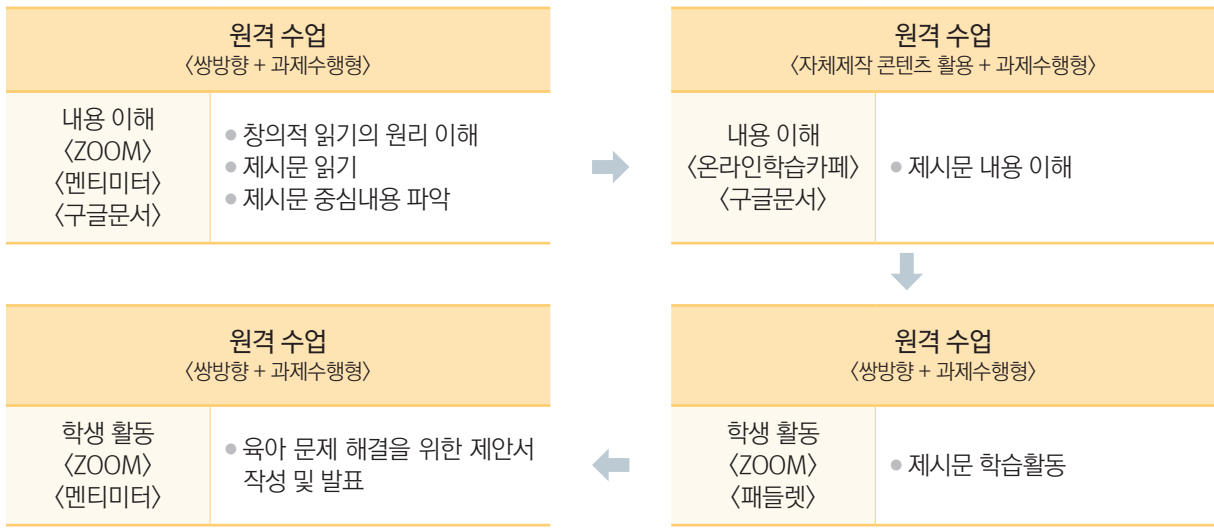 원격 수업
〈쌍방향 + 과제수행형〉
내용 이해
〈ZOOM〉
〈멘티미터〉
〈구글문서〉
● 창의적 읽기의 원리 이해
● 제시문 읽기
● 제시문 중심내용 파악
원격 수업
〈자체제작 콘텐츠 활용 + 과제수행형〉
내용 이해
〈온라인학습카페〉
〈구글문서〉
● 제시문 내용 이해
원격 수업
〈쌍방향 + 과제수행형〉
학생 활동
〈ZOOM〉
〈패들렛〉
● 제시문 학습활동
원격 수업
〈쌍방향 + 과제수행형〉
학생 활동
〈ZOOM〉
〈멘티미터〉
● 육아 문제 해결을 위한 제안서
작성 및 발표